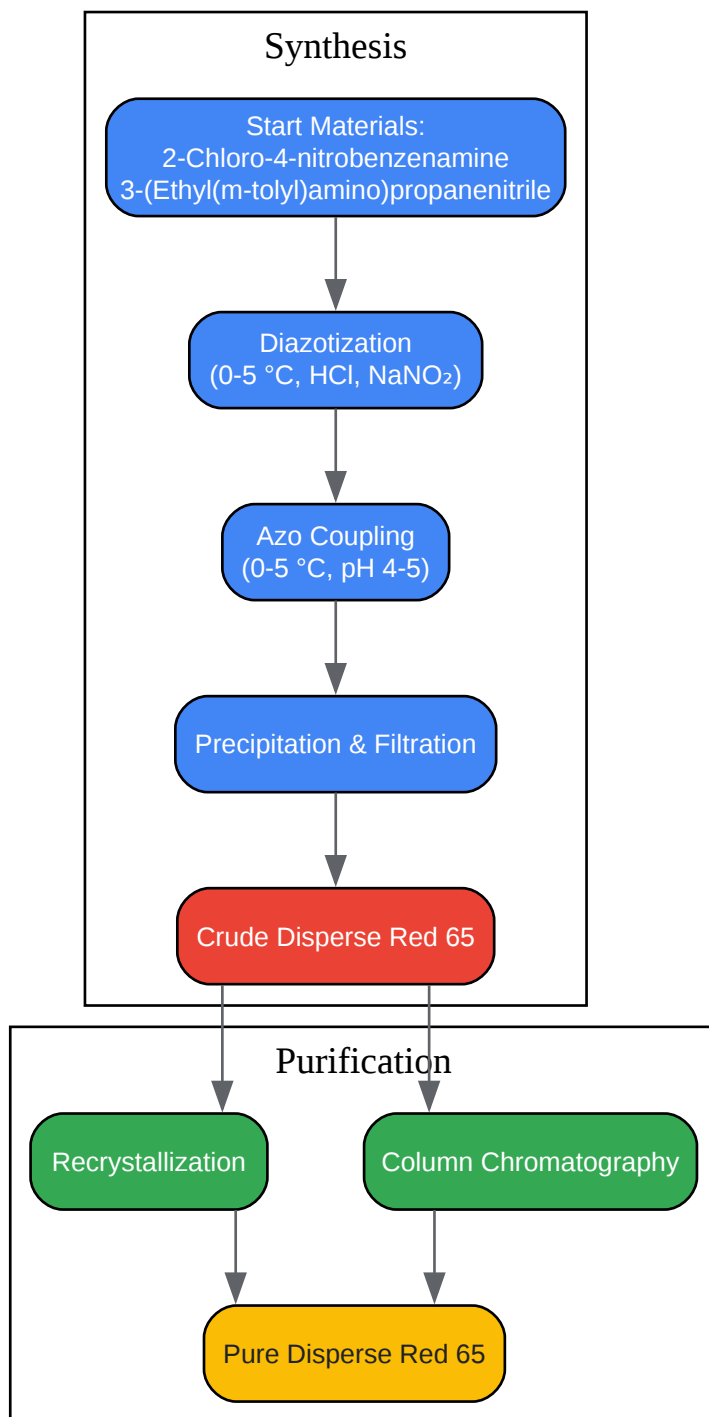 Synthesis
Start Materials:
2-Chloro-4-nitrobenzenamine
3-(Ethyl(m-tolyl)amino)propanenitrile
Diazotization
(0-5 °C, HCl, NaNO₂)
Azo Coupling
(0-5 °C, pH 4-5)
Precipitation & Filtration
Crude Disperse Red 65
Purification
Recrystallization
Column Chromatography
Pure Disperse Red 65